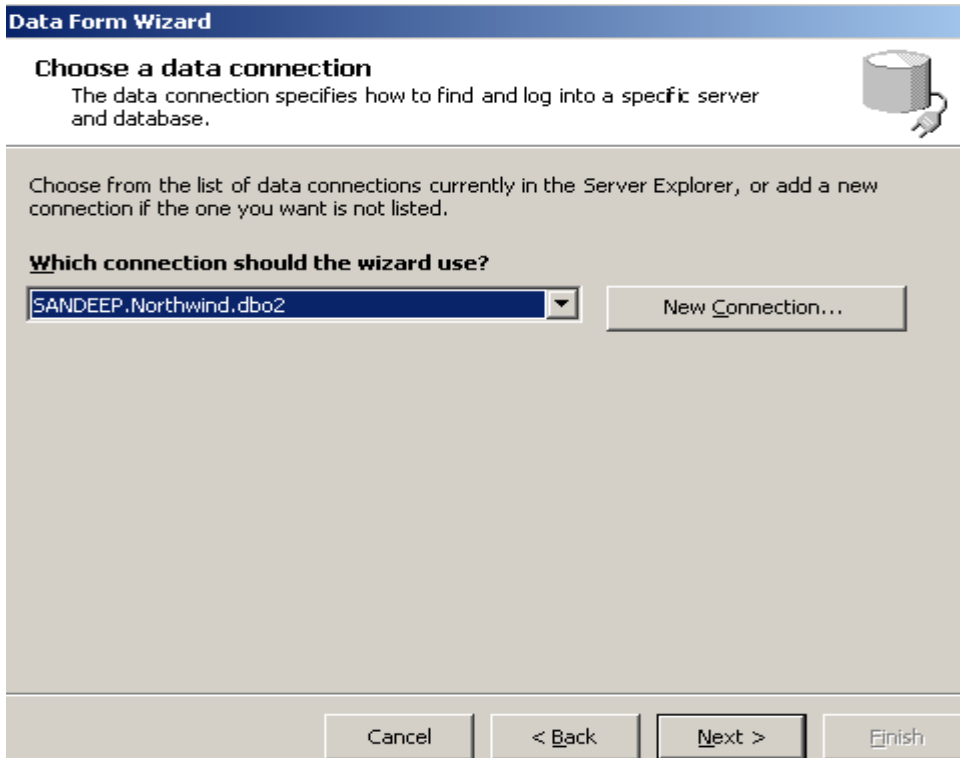 Data Form Wizard
Choose a data connection
The data connection specifies how to find and log into a specific server
and database.
Choose from the list of data connections currently in the Server Explorer, or add a new
connection if the one you want is not listed.
Which connection should the wizard use?
SANDEEP.Northwind.dbo2
New Connection...
Cancel
< Back
Next >
Finish